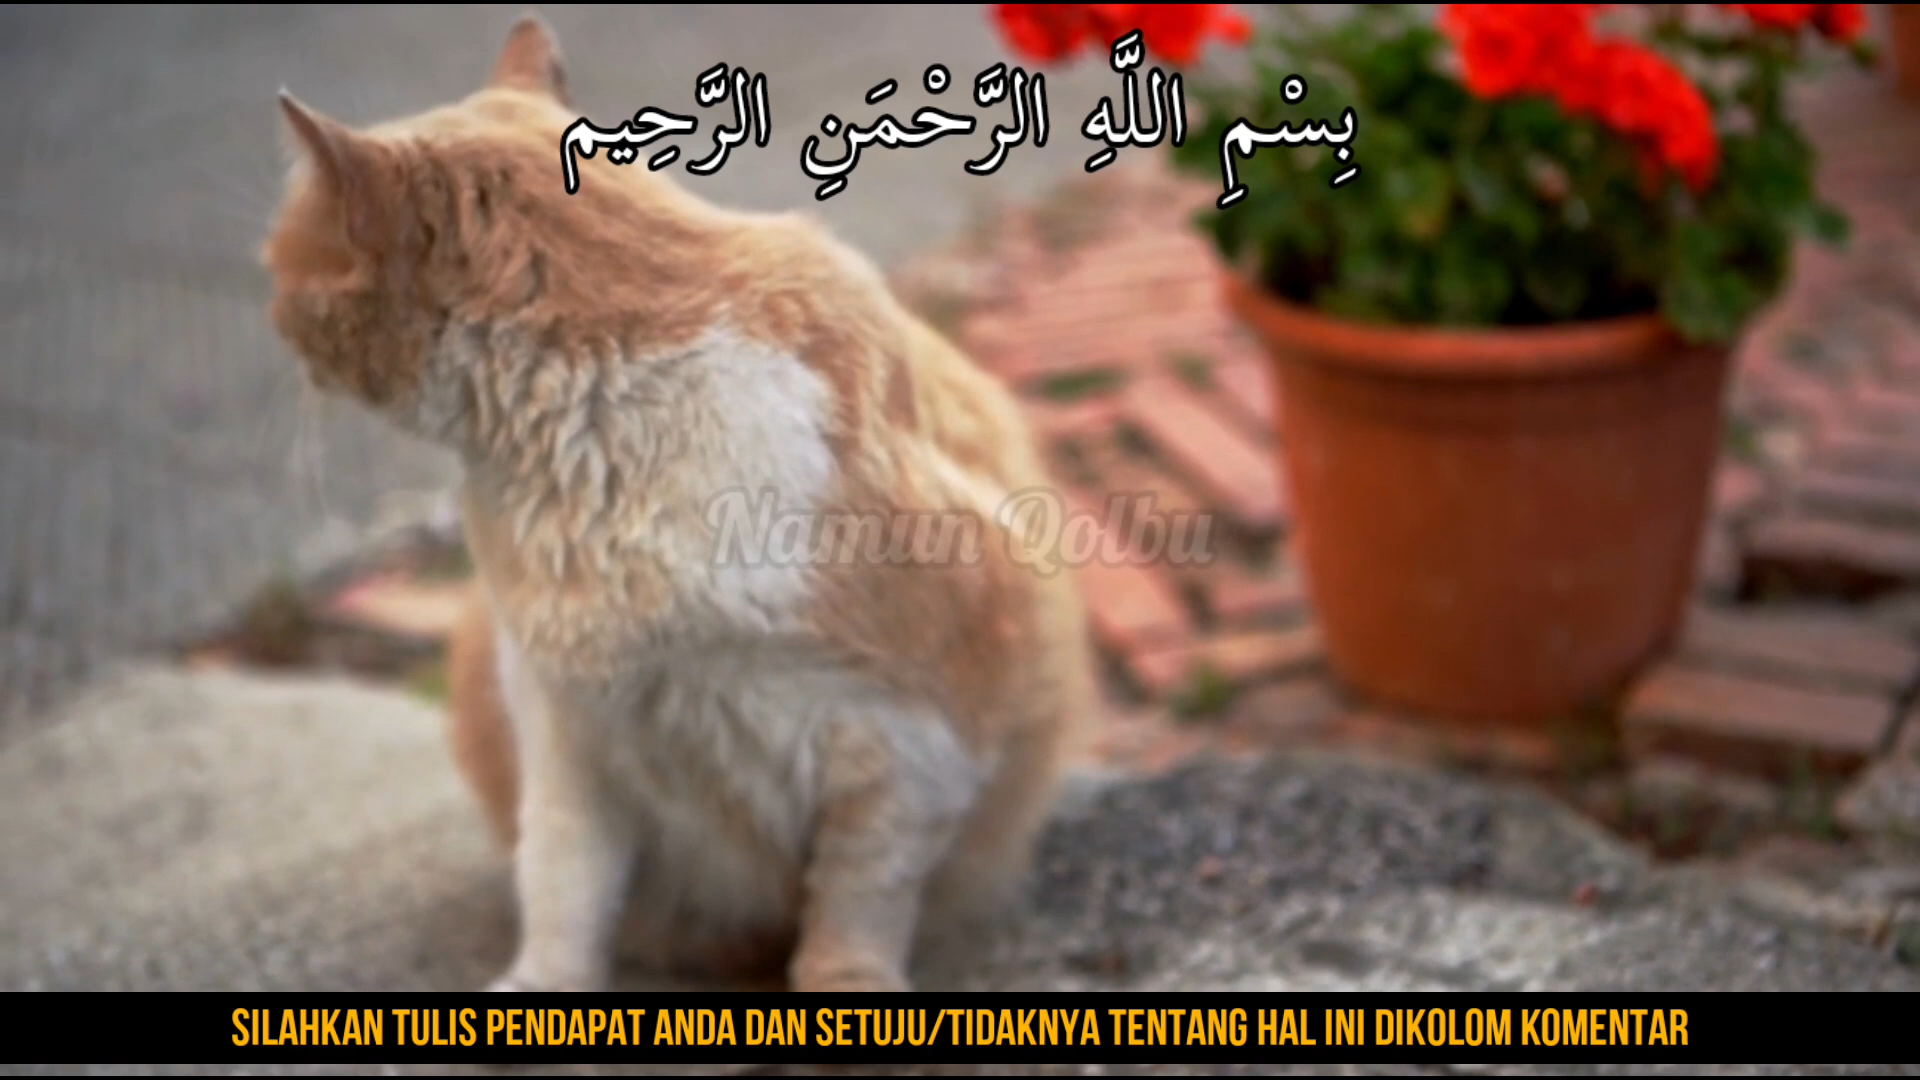 بِسْمِ اللَّهِ الرَّحْمَنِ الرَّحِيم
Namun Qolbu
SILAHKAN TULIS PENDAPAT ANDA DAN SETUJU/TIDAKNYA TENTANG HAL INI DIKOLOM KOMENTAR